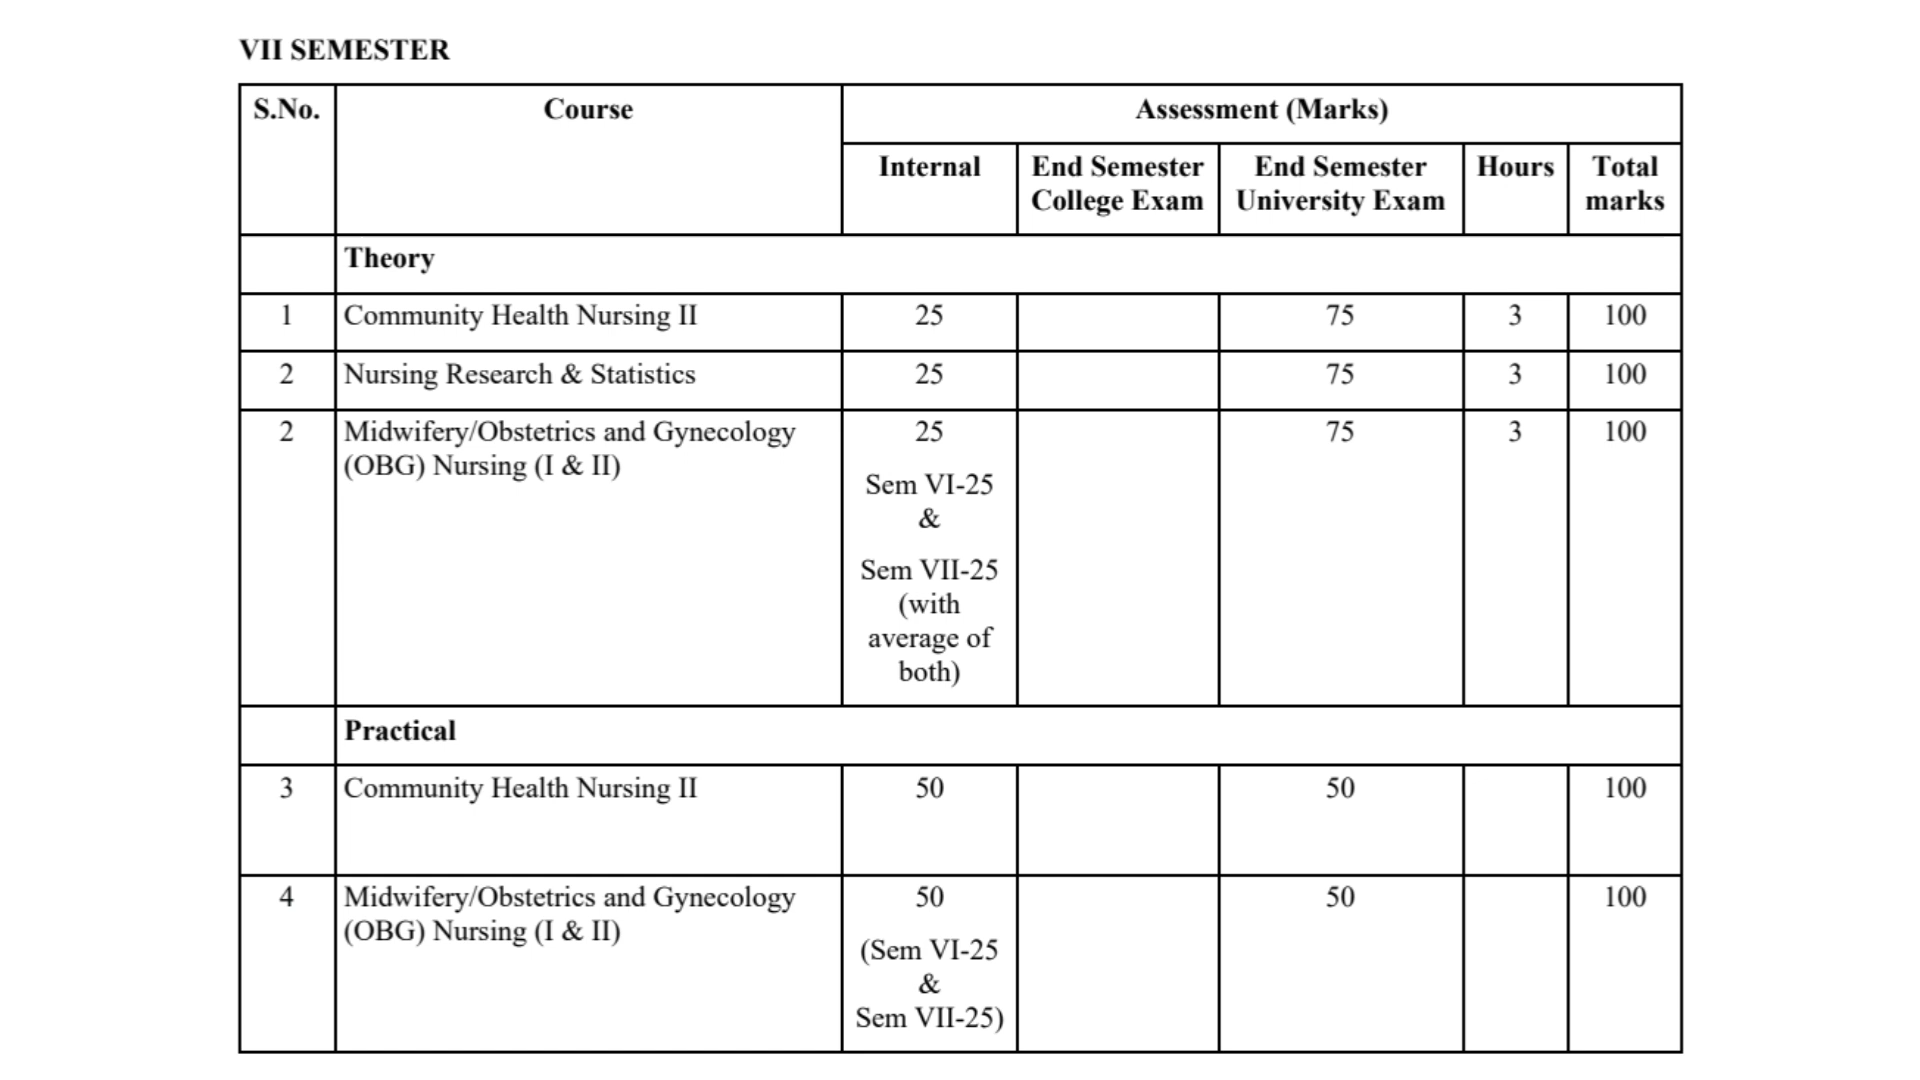 VII SEMESTER
S.No. Course Assessment (Marks)
Internal End Semester College Exam End Semester University Exam Hours Total marks
Theory
1 Community Health Nursing II 25 75 3 100
2 Nursing Research & Statistics 25 75 3 100
2 Midwifery/Obstetrics and Gynecology 25 75 3 100
(OBG) Nursing (I & II)
Sem VI-25
&
Sem VII-25
(with
average of
both)
Practical
3 Community Health Nursing II 50 50 100
4 Midwifery/Obstetrics and Gynecology 50 50 100
(OBG) Nursing (I & II)
(Sem VI-25
&
Sem VII-25)